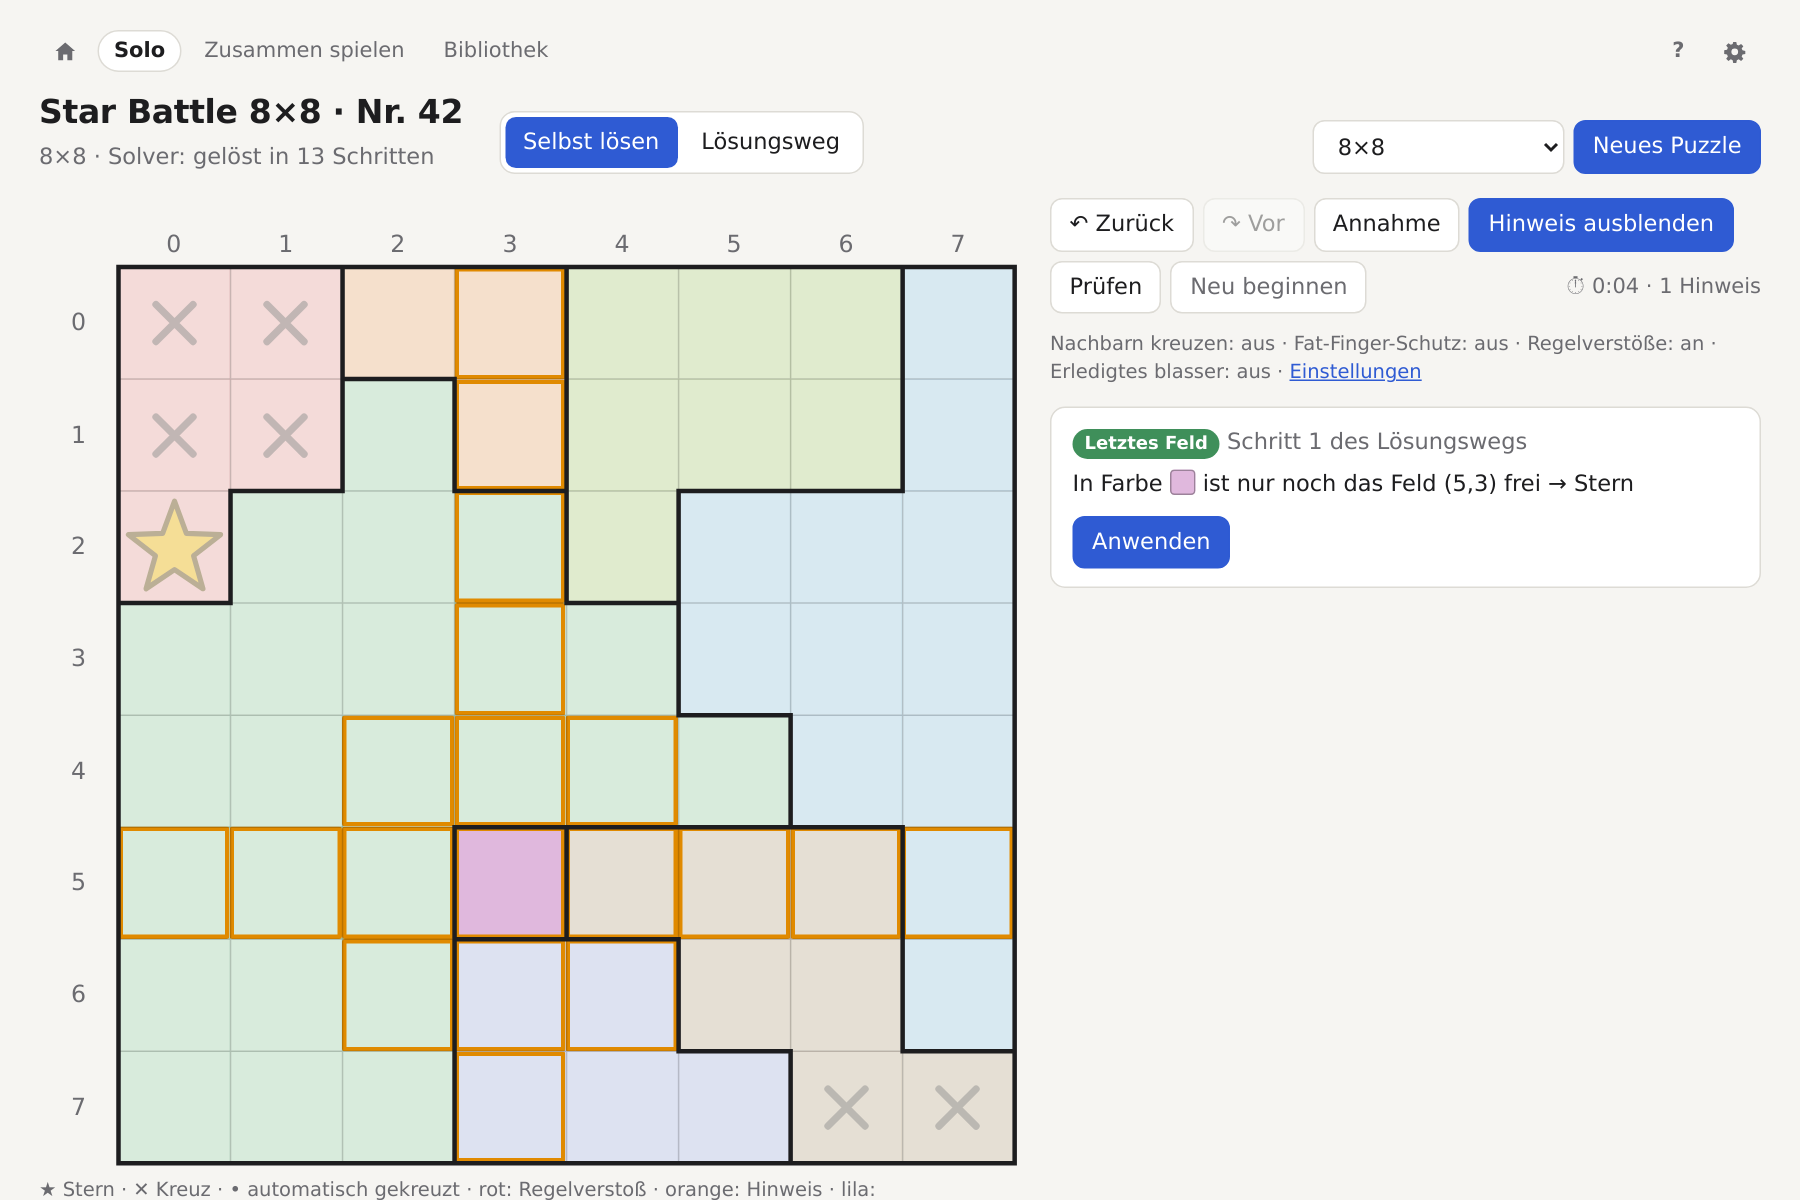 Solo Zusammen spielen Bibliothek ?
Star Battle 8×8 · Nr. 42
8×8 · Solver: gelöst in 13 Schritten
Selbst lösen Lösungsweg
8×8 Neues Puzzle
↶ Zurück ↷ Vor Annahme Hinweis ausblenden
Prüfen Neu beginnen ⏱ 0:04 · 1 Hinweis
Nachbarn kreuzen: aus · Fat-Finger-Schutz: aus · Regelverstöße: an ·
Erledigtes blasser: aus · Einstellungen
Letztes Feld Schritt 1 des Lösungswegs
In Farbe ist nur noch das Feld (5,3) frei → Stern
Anwenden
0 1 2 3 4 5 6 7
0
1
2
3
4
5
6
7
★ Stern · ✕ Kreuz · • automatisch gekreuzt · rot: Regelverstoß · orange: Hinweis · lila: